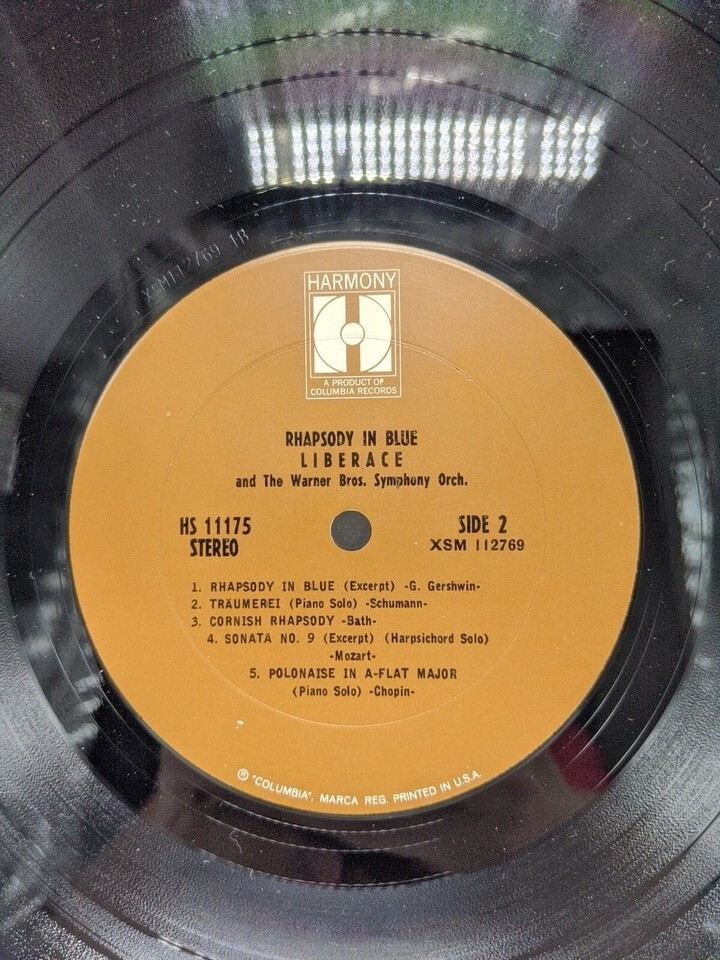 XSM112769 1B
HARMONY
A PRODUCT OF
COLUMBIA RECORDS
RHAPSODY IN BLUE
LIBERACE
and The Warner Bros. Symphony Orch.
HS 11175
STEREO
SIDE 2
XSM 112769
1. RHAPSODY IN BLUE (Excerpt) -G. Gershwin-
2. TRÄUMEREI (Piano Solo) -Schumann-
3. CORNISH RHAPSODY -Bath-
4. SONATA NO. 9 (Excerpt) (Harpsichord Solo)
-Mozart-
5. POLONAISE IN A-FLAT MAJOR
(Piano Solo) -Chopin-
® "COLUMBIA", MARCA REG. PRINTED IN U.S.A.